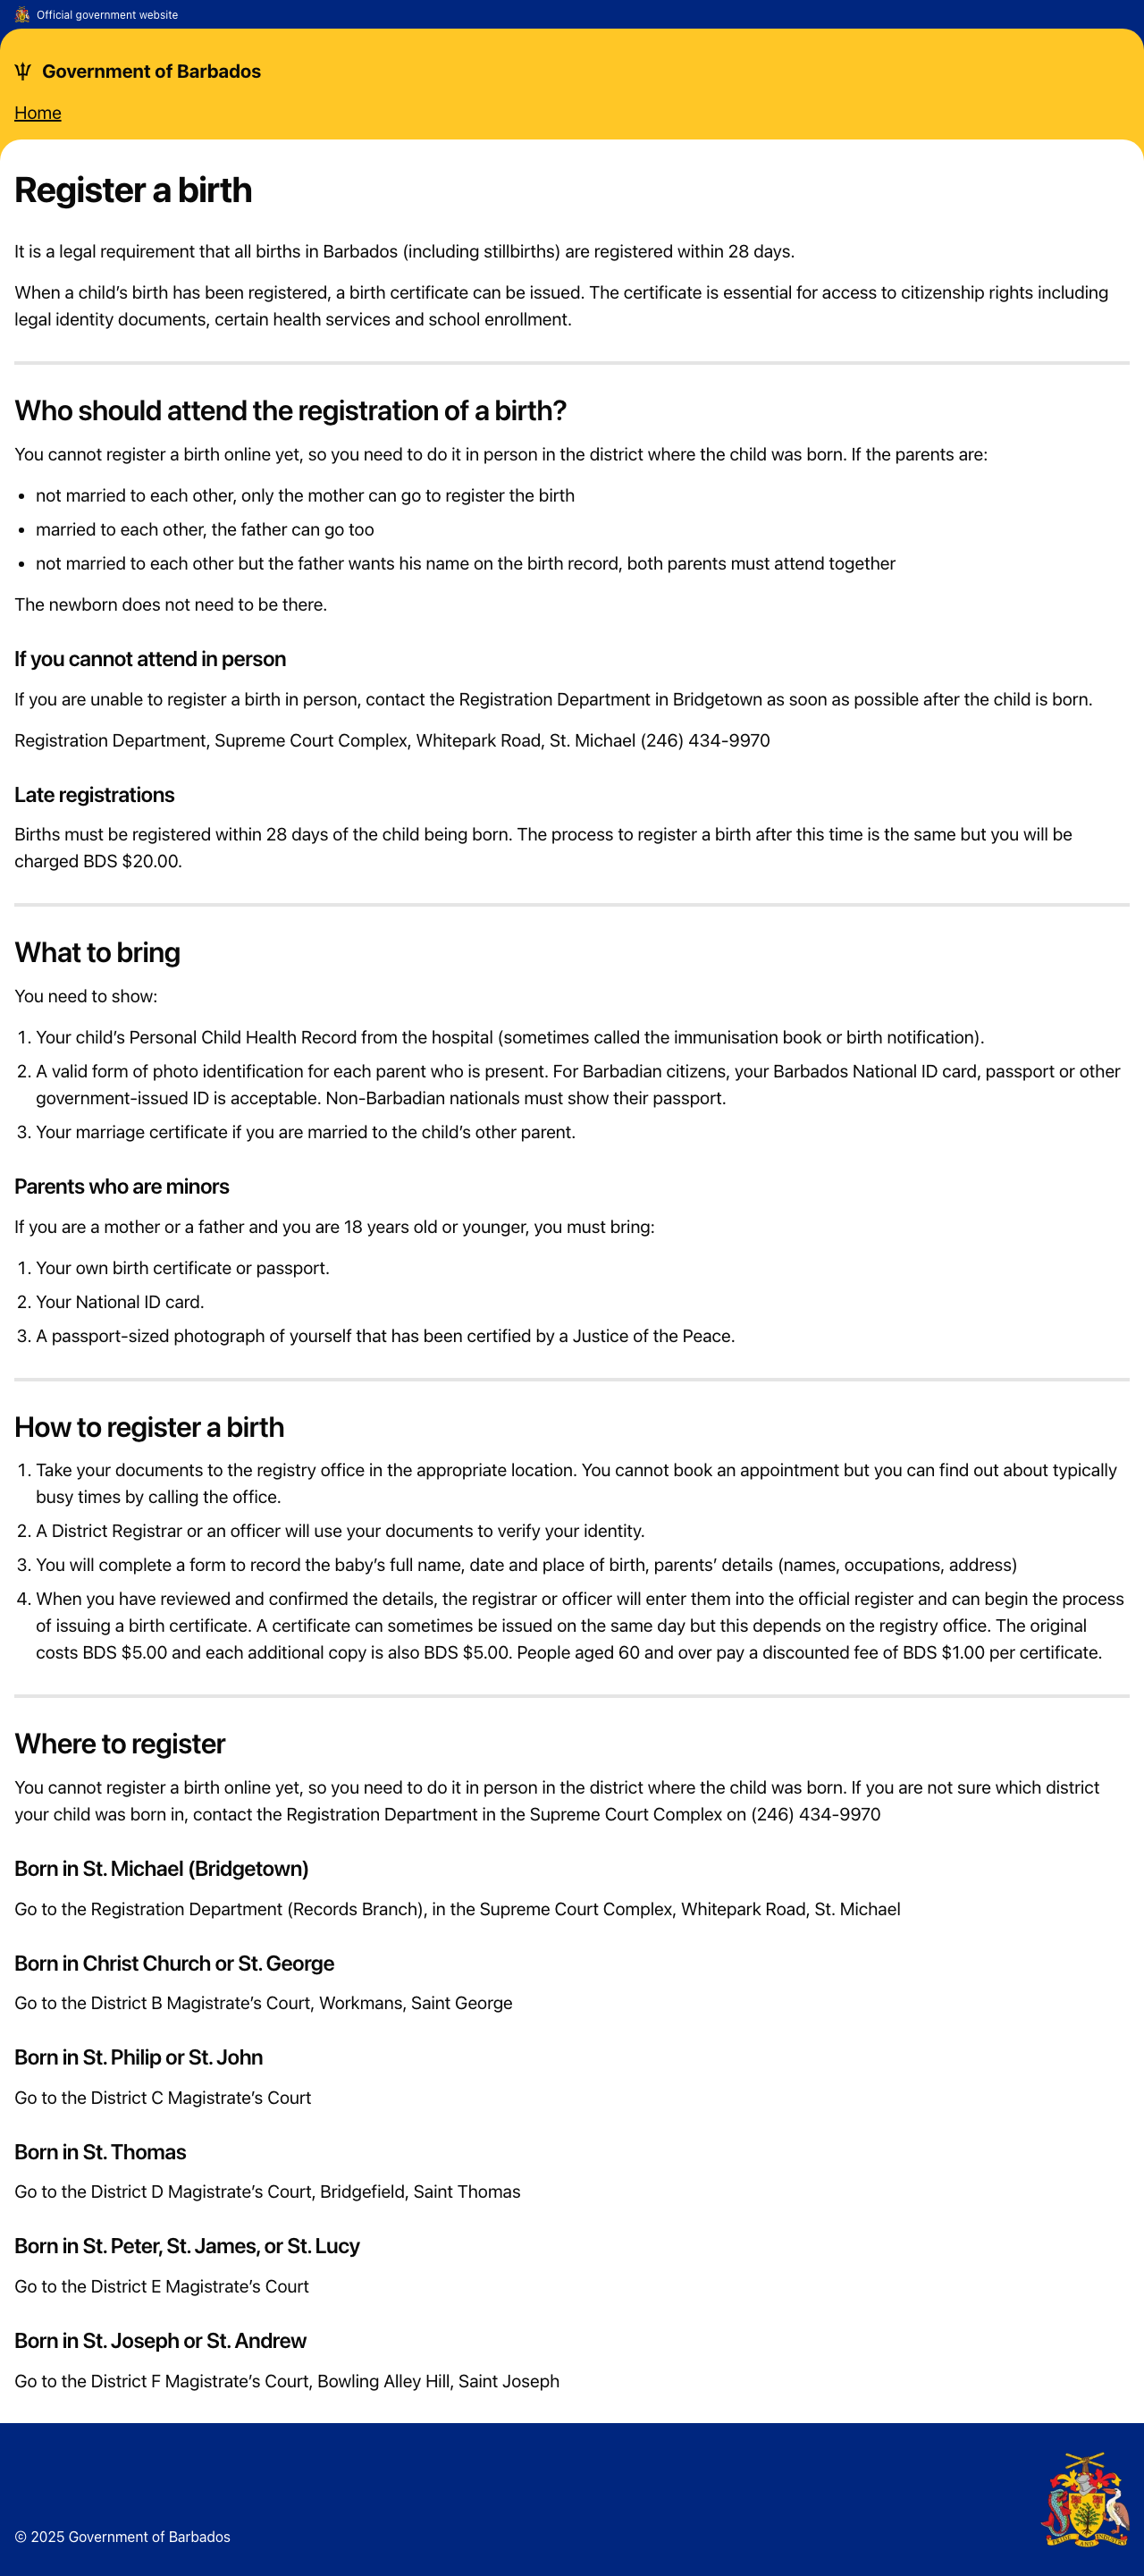 Official government website
Government of Barbados
Home
Register a birth
It is a legal requirement that all births in Barbados (including stillbirths) are registered within 28 days.
When a child’s birth has been registered, a birth certificate can be issued. The certificate is essential for access to citizenship rights including
legal identity documents, certain health services and school enrollment.
Who should attend the registration of a birth?
You cannot register a birth online yet, so you need to do it in person in the district where the child was born. If the parents are:
• not married to each other, only the mother can go to register the birth
• married to each other, the father can go too
• not married to each other but the father wants his name on the birth record, both parents must attend together
The newborn does not need to be there.
If you cannot attend in person
If you are unable to register a birth in person, contact the Registration Department in Bridgetown as soon as possible after the child is born.
Registration Department, Supreme Court Complex, Whitepark Road, St. Michael (246) 434-9970
Late registrations
Births must be registered within 28 days of the child being born. The process to register a birth after this time is the same but you will be
charged BDS $20.00.
What to bring
You need to show:
1. Your child’s Personal Child Health Record from the hospital (sometimes called the immunisation book or birth notification).
2. A valid form of photo identification for each parent who is present. For Barbadian citizens, your Barbados National ID card, passport or other
government-issued ID is acceptable. Non-Barbadian nationals must show their passport.
3. Your marriage certificate if you are married to the child’s other parent.
Parents who are minors
If you are a mother or a father and you are 18 years old or younger, you must bring:
1. Your own birth certificate or passport.
2. Your National ID card.
3. A passport-sized photograph of yourself that has been certified by a Justice of the Peace.
How to register a birth
1. Take your documents to the registry office in the appropriate location. You cannot book an appointment but you can find out about typically
busy times by calling the office.
2. A District Registrar or an officer will use your documents to verify your identity.
3. You will complete a form to record the baby’s full name, date and place of birth, parents’ details (names, occupations, address)
4. When you have reviewed and confirmed the details, the registrar or officer will enter them into the official register and can begin the process
of issuing a birth certificate. A certificate can sometimes be issued on the same day but this depends on the registry office. The original
costs BDS $5.00 and each additional copy is also BDS $5.00. People aged 60 and over pay a discounted fee of BDS $1.00 per certificate.
Where to register
You cannot register a birth online yet, so you need to do it in person in the district where the child was born. If you are not sure which district
your child was born in, contact the Registration Department in the Supreme Court Complex on (246) 434-9970
Born in St. Michael (Bridgetown)
Go to the Registration Department (Records Branch), in the Supreme Court Complex, Whitepark Road, St. Michael
Born in Christ Church or St. George
Go to the District B Magistrate’s Court, Workmans, Saint George
Born in St. Philip or St. John
Go to the District C Magistrate’s Court
Born in St. Thomas
Go to the District D Magistrate’s Court, Bridgefield, Saint Thomas
Born in St. Peter, St. James, or St. Lucy
Go to the District E Magistrate’s Court
Born in St. Joseph or St. Andrew
Go to the District F Magistrate’s Court, Bowling Alley Hill, Saint Joseph
PRIDE AND INDUSTRY
© 2025 Government of Barbados